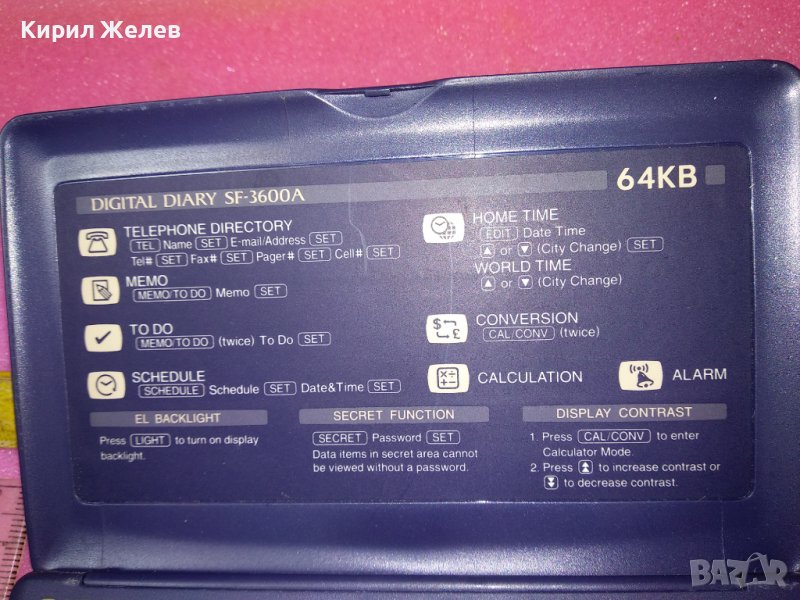 Кирил Желев
DIGITAL DIARY SF-3600A
64KB
TELEPHONE DIRECTORY
TEL Name SET E-mail/Address SET
Tel# SET Fax# SET Pager# SET Cell# SET
MEMO
MEMO/TO DO Memo SET
TO DO
MEMO/TO DO (twice) To Do SET
SCHEDULE
SCHEDULE Schedule SET Date&Time SET
HOME TIME
EDIT Date Time
▲ or ▼ (City Change) SET
WORLD TIME
▲ or ▼ (City Change)
$ £
CONVERSION
CAL/CONV (twice)
CALCULATION
ALARM
EL BACKLIGHT
Press LIGHT to turn on display
backlight.
SECRET FUNCTION
SECRET Password SET
Data items in secret area cannot
be viewed without a password.
DISPLAY CONTRAST
1. Press CAL/CONV to enter
Calculator Mode.
2. Press ⏫ to increase contrast or
⏬ to decrease contrast.
BAZAR